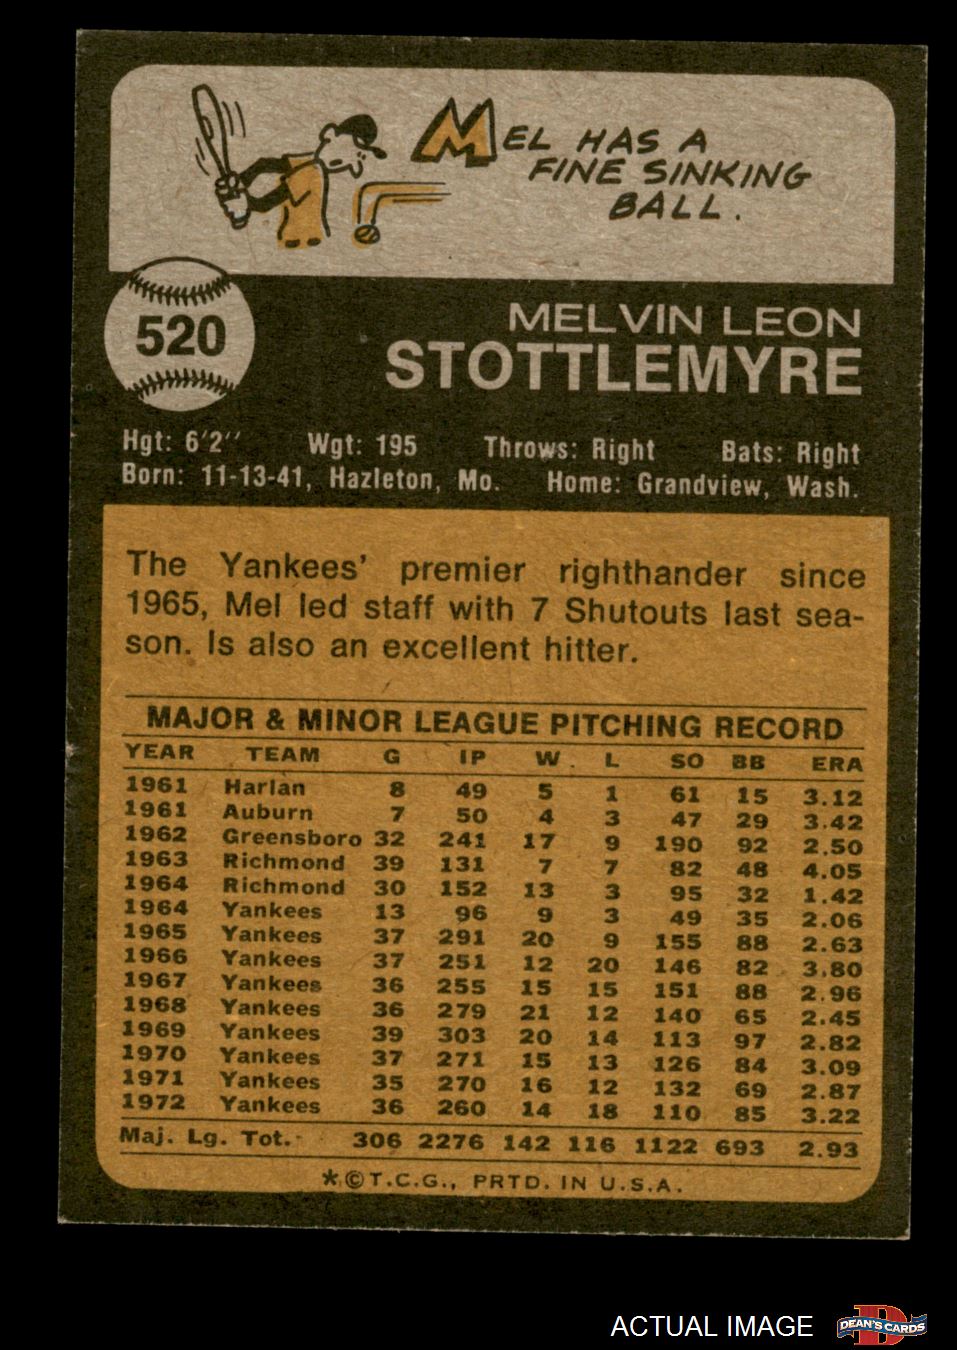 MEL HAS A
FINE SINKING
BALL.
520
MELVIN LEON
STOTTLEMYRE
Hgt: 6'2" Wgt: 195 Throws: Right Bats: Right
Born: 11-13-41, Hazleton, Mo. Home: Grandview, Wash.
The Yankees' premier righthander since
1965, Mel led staff with 7 Shutouts last sea-
son. Is also an excellent hitter.
MAJOR & MINOR LEAGUE PITCHING RECORD
YEAR TEAM G IP W L SO BB ERA
1961 Harlan 8 49 5 1 61 15 3.12
1961 Auburn 7 50 4 3 47 29 3.42
1962 Greensboro 32 241 17 9 190 92 2.50
1963 Richmond 39 131 7 7 82 48 4.05
1964 Richmond 30 152 13 3 95 32 1.42
1964 Yankees 13 96 9 3 49 35 2.06
1965 Yankees 37 291 20 9 155 88 2.63
1966 Yankees 37 251 12 20 146 82 3.80
1967 Yankees 36 255 15 15 151 88 2.96
1968 Yankees 36 279 21 12 140 65 2.45
1969 Yankees 39 303 20 14 113 97 2.82
1970 Yankees 37 271 15 13 126 84 3.09
1971 Yankees 35 270 16 12 132 69 2.87
1972 Yankees 36 260 14 18 110 85 3.22
Maj. Lg. Tot. 306 2276 142 116 1122 693 2.93
*©T.C.G., PRTD. IN U.S.A.
ACTUAL IMAGE
D
DEAN'S CARDS